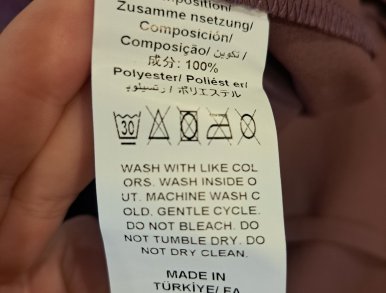 Zusamme nsetzung/
Composición/
Composição/ تكوين /
成分: 100%
Polyester/ Poliést er/
ポリエステル /
30
WASH WITH LIKE COL
ORS. WASH INSIDE O
UT. MACHINE WASH C
OLD. GENTLE CYCLE.
DO NOT BLEACH. DO
NOT TUMBLE DRY. DO
NOT DRY CLEAN.
MADE IN
TÜRKİYE/